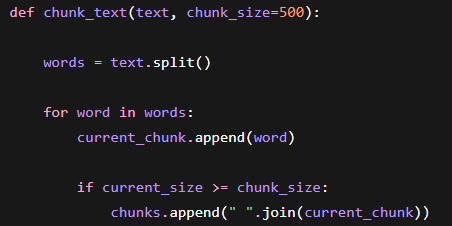 def chunk_text(text, chunk_size=500):
    words = text.split()
    for word in words:
        current_chunk.append(word)
        if current_size >= chunk_size:
            chunks.append(" ".join(current_chunk))